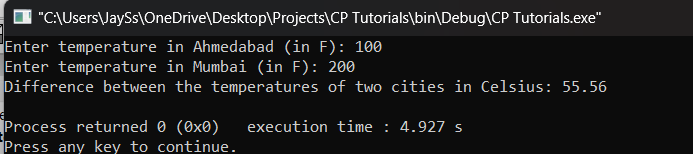 "C:\Users\JaySs\OneDrive\Desktop\Projects\CP Tutorials\bin\Debug\CP Tutorials.exe"
Enter temperature in Ahmedabad (in F): 100
Enter temperature in Mumbai (in F): 200
Difference between the temperatures of two cities in Celsius: 55.56
Process returned 0 (0x0)   execution time : 4.927 s
Press any key to continue.